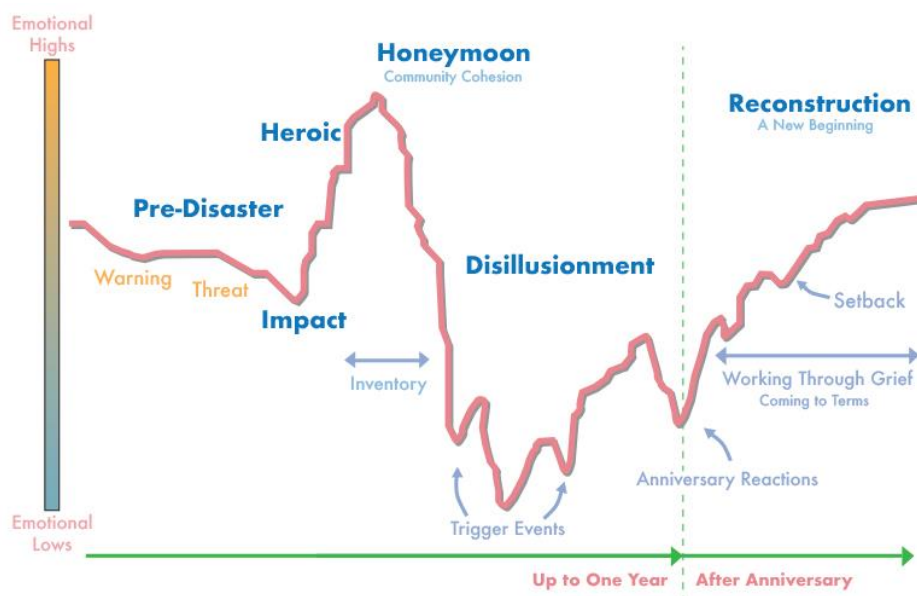 Emotional
Highs
Honeymoon
Community Cohesion
Reconstruction
A New Beginning
Heroic
Pre-Disaster
Warning
Threat
Impact
Disillusionment
Setback
Inventory
Working Through Grief
Coming to Terms
Anniversary Reactions
Trigger Events
Emotional
Lows
Up to One Year
After Anniversary